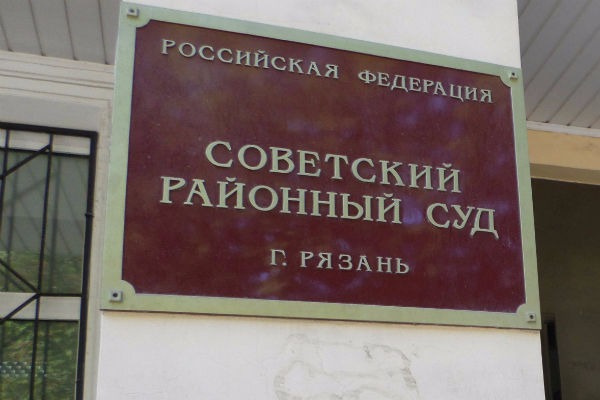 РОССИЙСКАЯ ФЕДЕРАЦИЯ
СОВЕТСКИЙ
РАЙОННЫЙ СУД
Г. РЯЗАНЬ